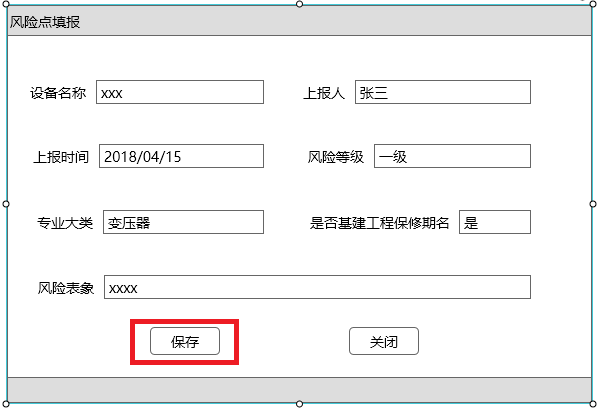 风险点填报
设备名称 xxx 上报人 张三
上报时间 2018/04/15 风险等级 一级
专业大类 变压器 是否基建工程保修期名 是
风险表象 xxxx
保存 关闭